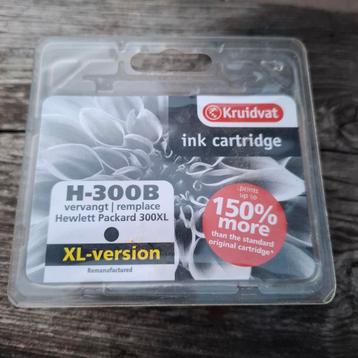 Kruidvat
ink cartridge
H-300B
vervangt | remplace
Hewlett Packard 300XL
XL-version
Remanufactured
prints
up to
150%
more
than the standard
original cartridge*